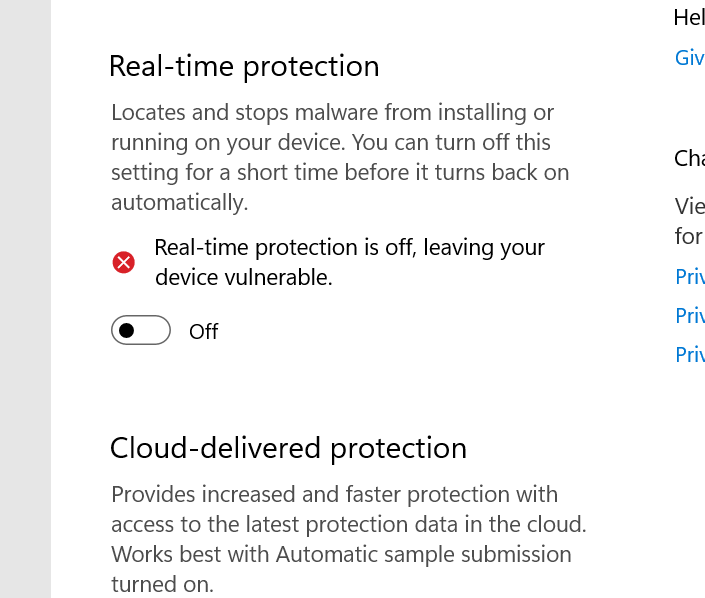 Real-time protection
Locates and stops malware from installing or
running on your device. You can turn off this
setting for a short time before it turns back on
automatically.
Real-time protection is off, leaving your
device vulnerable.
Off
Cloud-delivered protection
Provides increased and faster protection with
access to the latest protection data in the cloud.
Works best with Automatic sample submission
turned on.
Hel
Giv
Cha
Vie
for
Priv
Priv
Priv